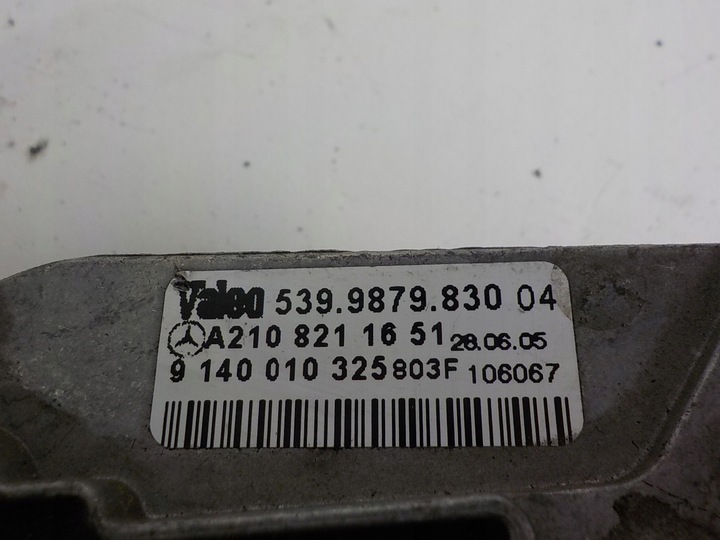 Valeo 539.9879.830 04
A210 821 16 51 28.06.05
9 140 010 325 803F 106067